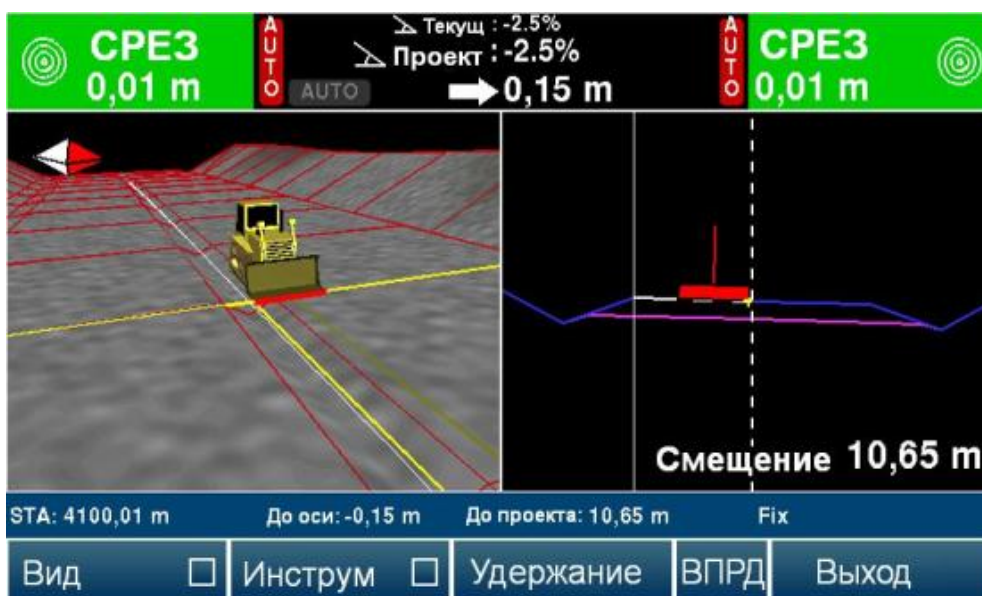 СРЕЗ
0,01 m
AUTO
Текущ : -2.5%
Проект : -2.5%
AUTO
0,15 m
AUTO
СРЕЗ
0,01 m
Смещение 10,65 m
STA: 4100,01 m До оси: -0,15 m До проекта: 10,65 m Fix
Вид Инструм Удержание ВПРД Выход